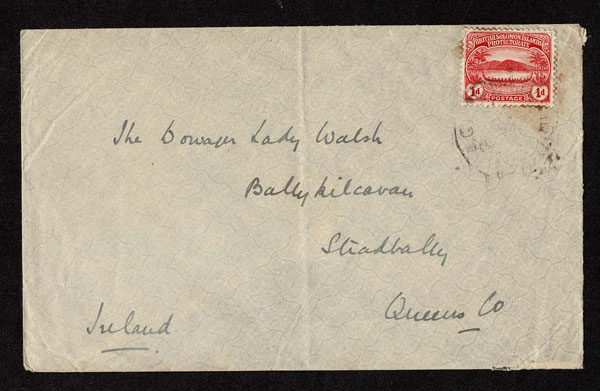 BRITISH SOLOMON ISLANDS
PROTECTORATE
1d POSTAGE 1d
The Dowager Lady Walsh
Ballykilcavan
Stradbally
Queens Co
Ireland